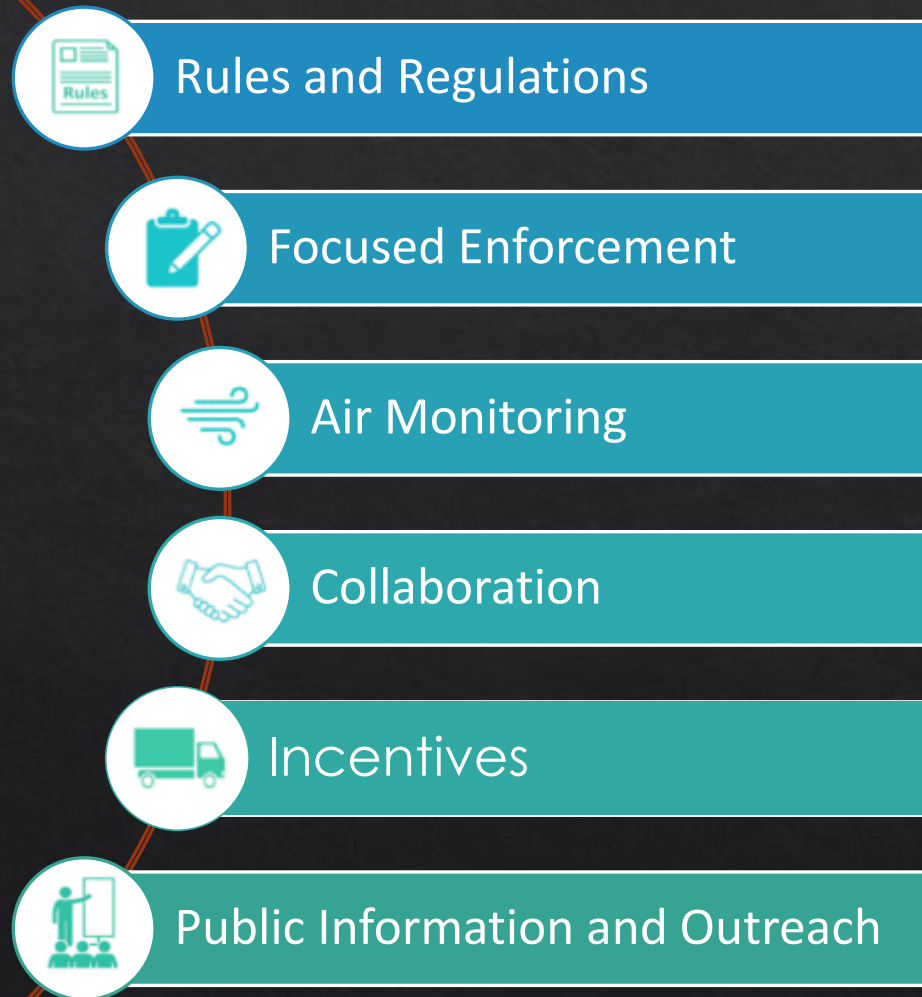 Rules
Rules and Regulations
Focused Enforcement
Air Monitoring
Collaboration
Incentives
Public Information and Outreach